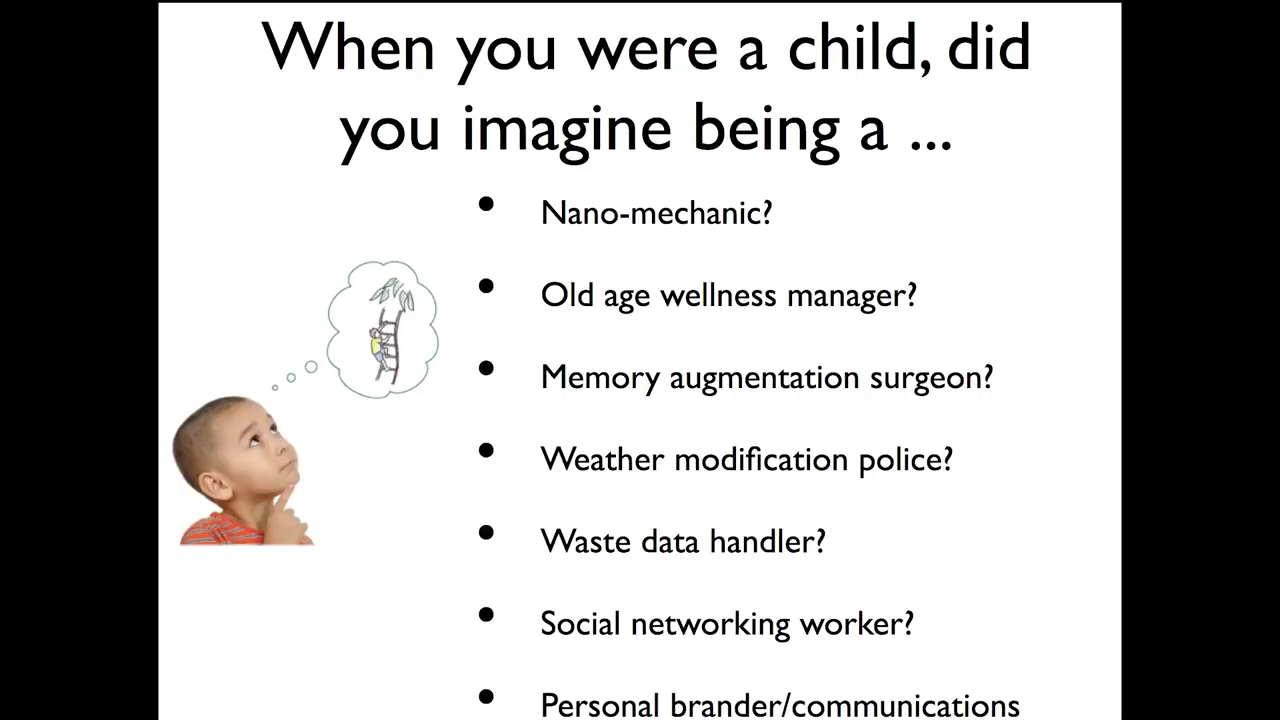 When you were a child, did
you imagine being a ...
• Nano-mechanic?
• Old age wellness manager?
• Memory augmentation surgeon?
• Weather modification police?
• Waste data handler?
• Social networking worker?
• Personal brander/communications